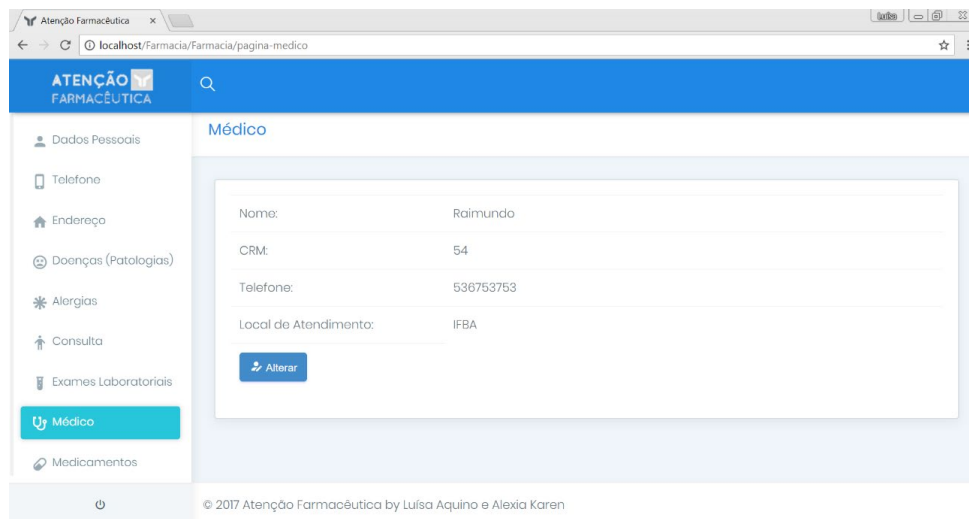 Atenção Farmacêutica
Luísa
localhost/Farmacia/Farmacia/pagina-medico
ATENÇÃO
FARMACÊUTICA
Médico
Dados Pessoais
Telefone
Endereço
Doenças (Patologias)
Alergias
Consulta
Exames Laboratoriais
Médico
Medicamentos
Nome: Raimundo
CRM: 54
Telefone: 536753753
Local de Atendimento: IFBA
Alterar
© 2017 Atenção Farmacêutica by Luísa Aquino e Alexia Karen